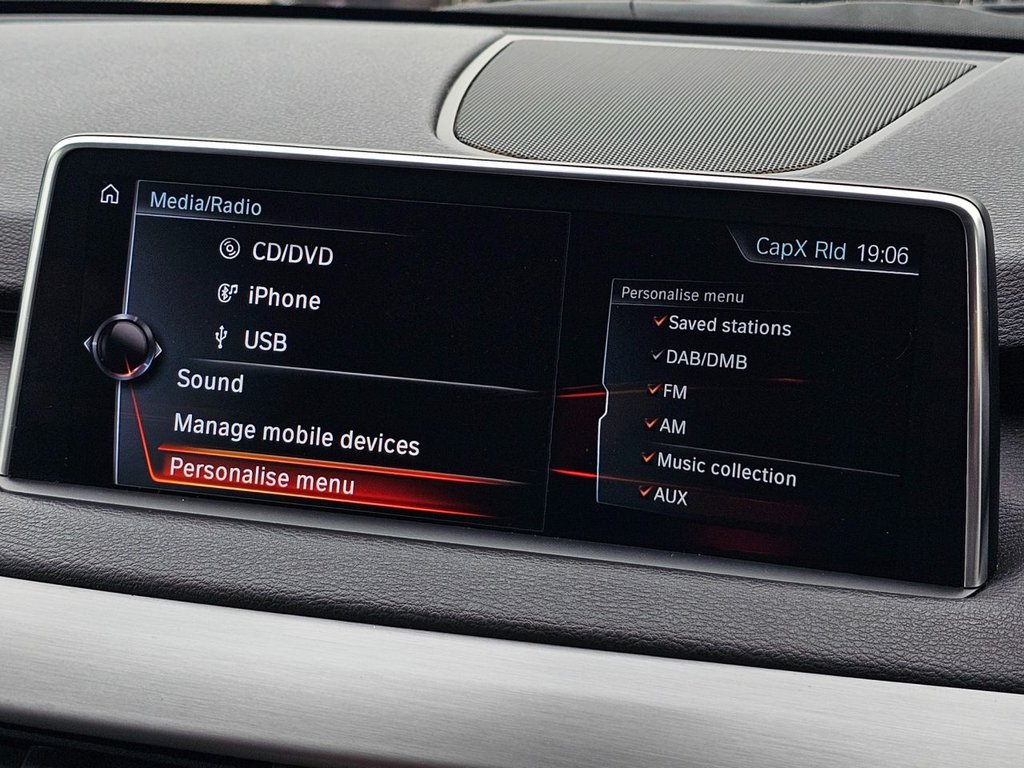 Media/Radio
CD/DVD
iPhone
USB
Sound
Manage mobile devices
Personalise menu
CapX Rld 19:06
Personalise menu
Saved stations
DAB/DMB
FM
AM
Music collection
AUX